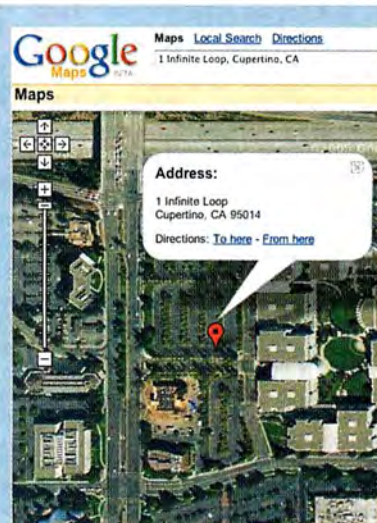 Google
Maps BETA
Maps Local Search Directions
1 Infinite Loop, Cupertino, CA
Maps
Address:
1 Infinite Loop
Cupertino, CA 95014
Directions: To here - From here